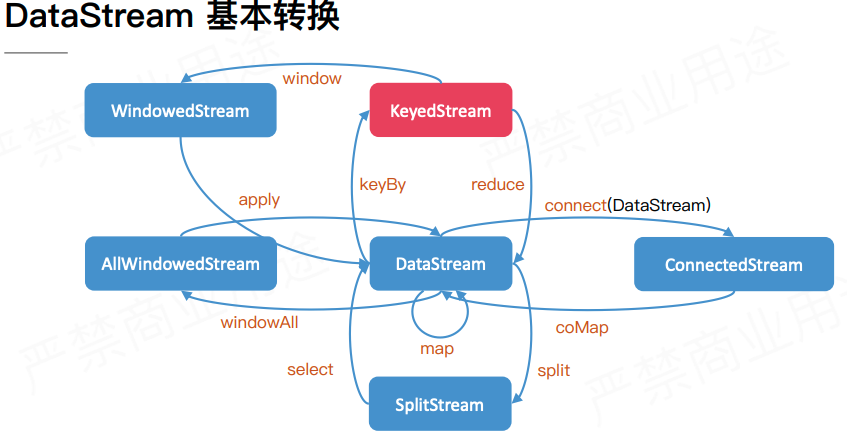 DataStream 基本转换
window
WindowedStream
KeyedStream
keyBy
reduce
apply
connect(DataStream)
AllWindowedStream
DataStream
ConnectedStream
windowAll
map
coMap
select
split
SplitStream
严禁商业用途
严禁商业用途
严禁商业用途
严禁商业用途